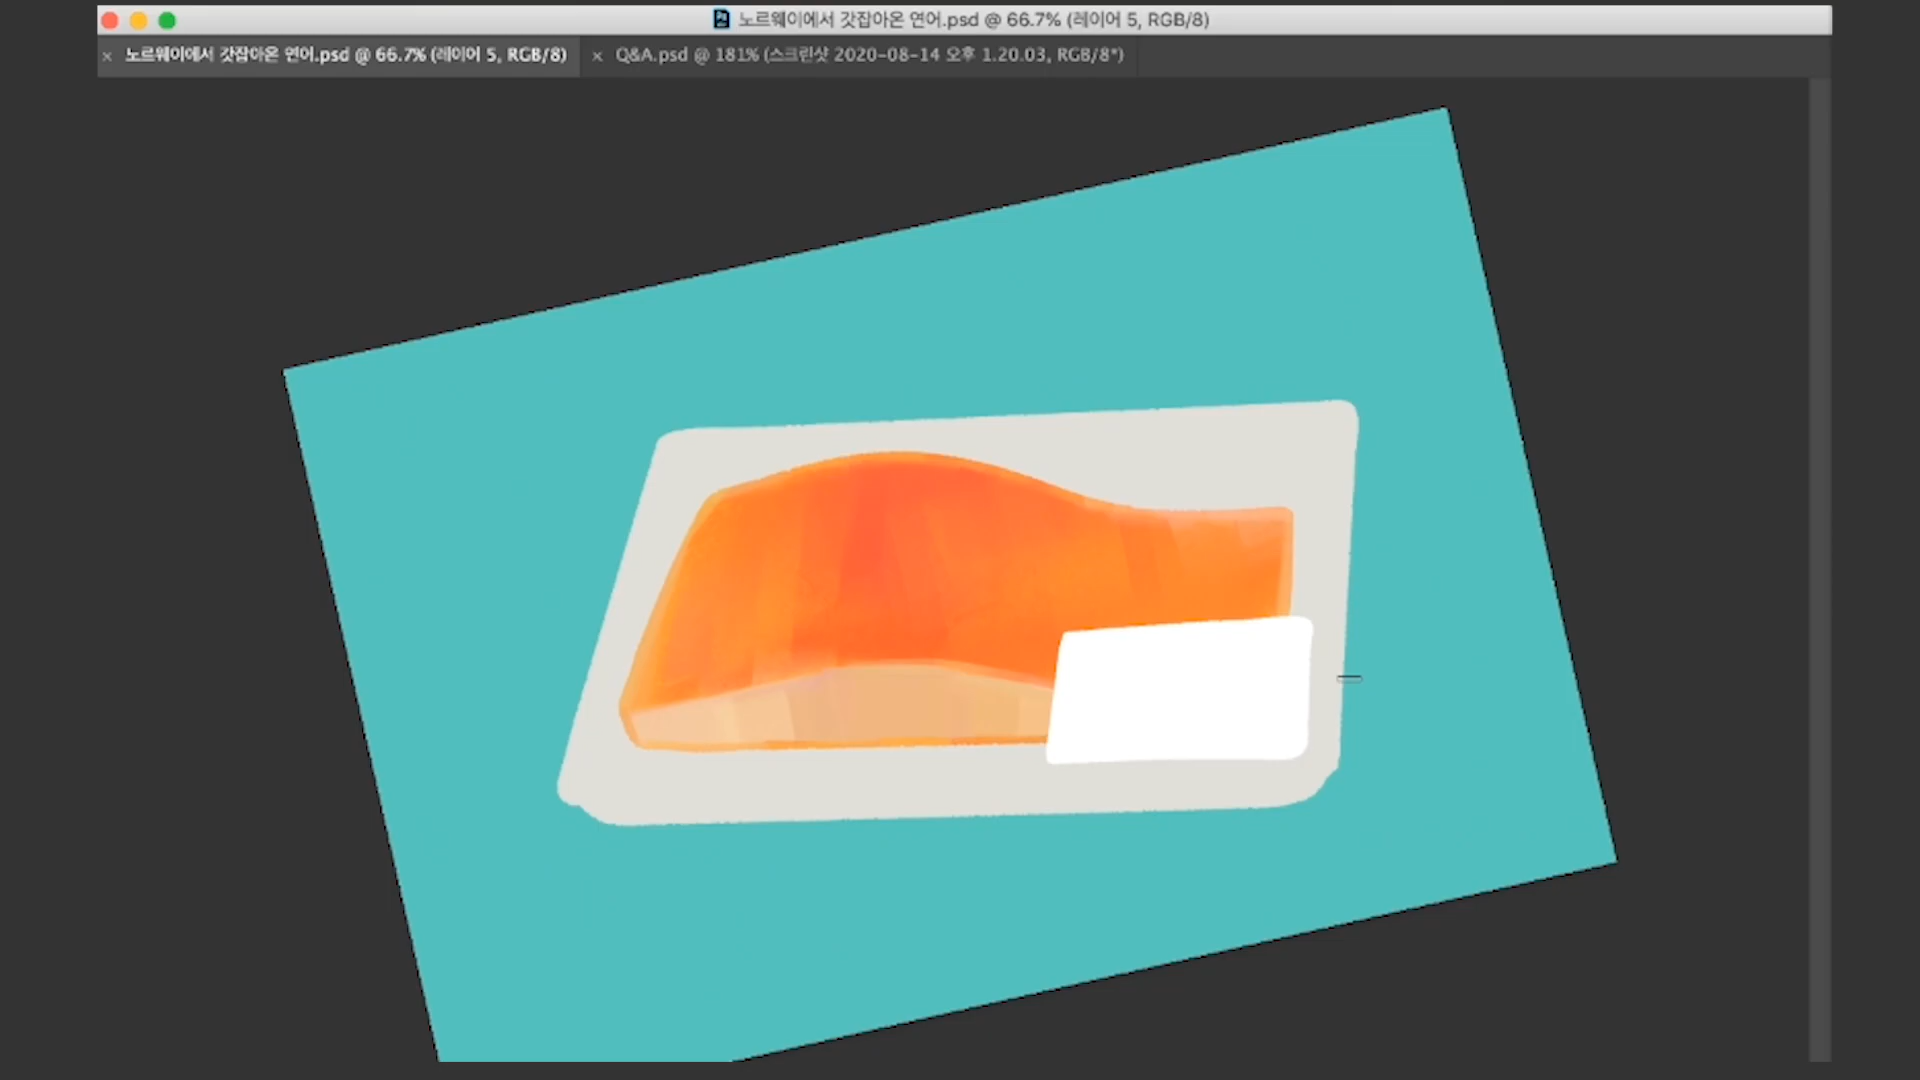 노르웨이에서 갓잡아온 연어.psd @ 66.7% (레이어 5, RGB/8)
노르웨이에서 갓잡아온 연어.psd @ 66.7% (레이어 5, RGB/8)
Q&A.psd @ 181% (스크린샷 2020-08-14 오후 1.20.03, RGB/8*)